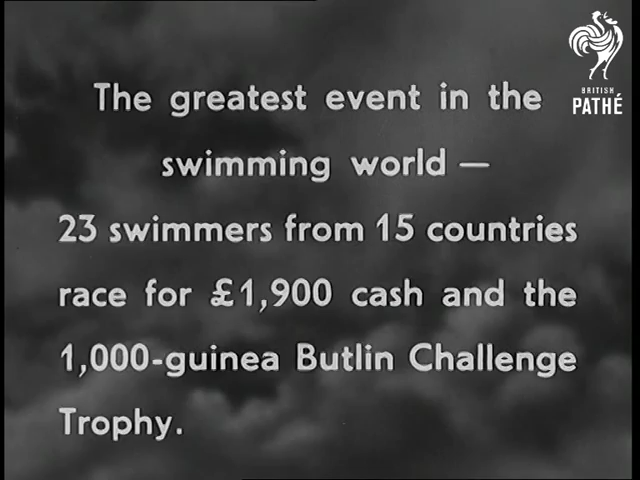 The greatest event in the
swimming world —
23 swimmers from 15 countries
race for £1,900 cash and the
1,000-guinea Butlin Challenge
Trophy.
BRITISH
PATHÉ